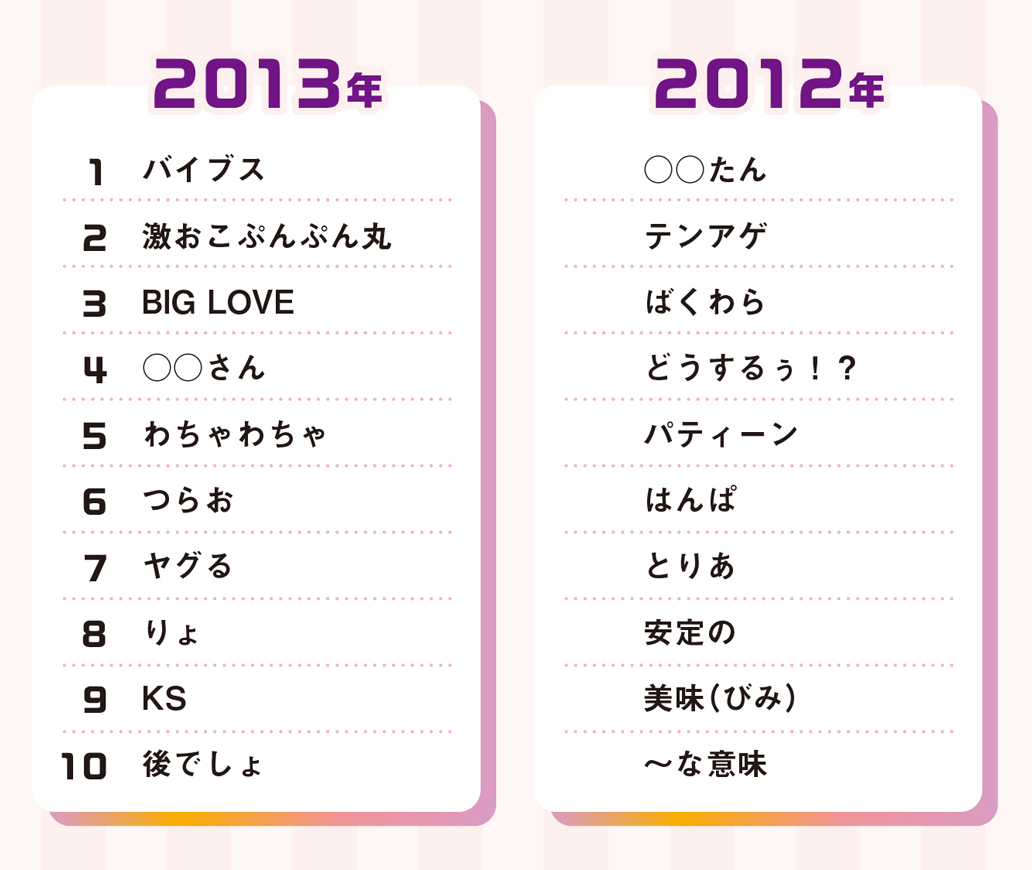 2013年
1 バイブス
2 激おこぷんぷん丸
3 BIG LOVE
4 ○○さん
5 わちゃわちゃ
6 つらお
7 ヤグる
8 りょ
9 KS
10 後でしょ
2012年
○○たん
テンアゲ
ばくわら
どうするぅ！？
パティーン
はんぱ
とりあ
安定の
美味(びみ)
〜な意味